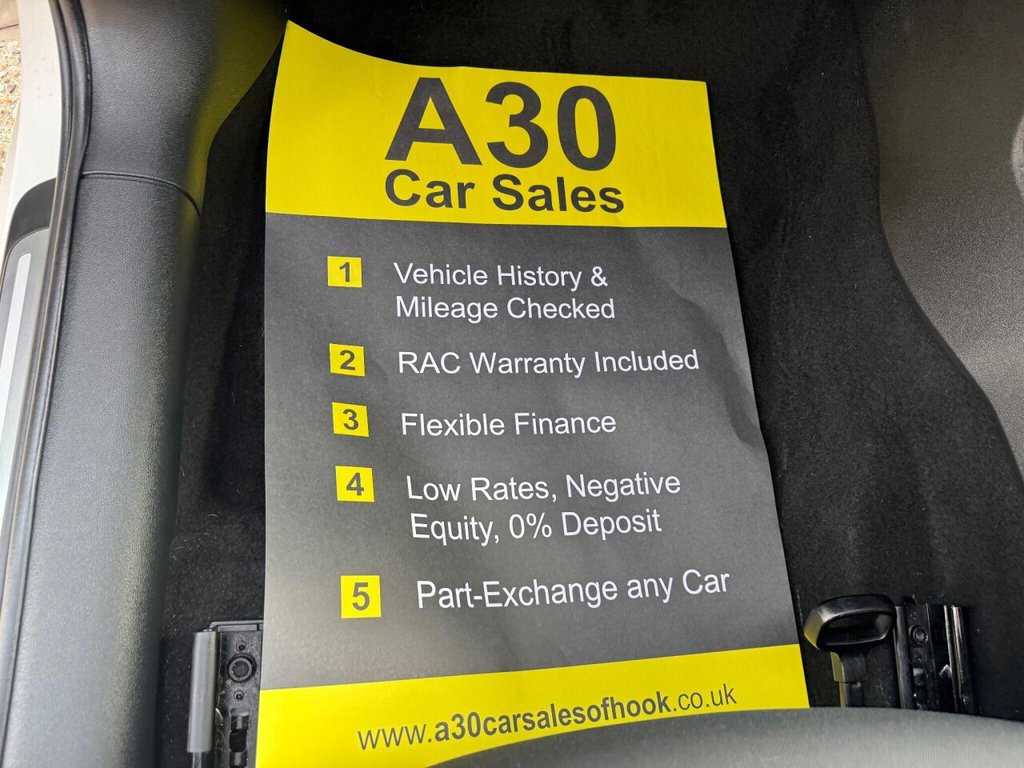 A30
Car Sales
1 Vehicle History &
Mileage Checked
2 RAC Warranty Included
3 Flexible Finance
4 Low Rates, Negative
Equity, 0% Deposit
5 Part-Exchange any Car
www.a30carsalesofhook.co.uk